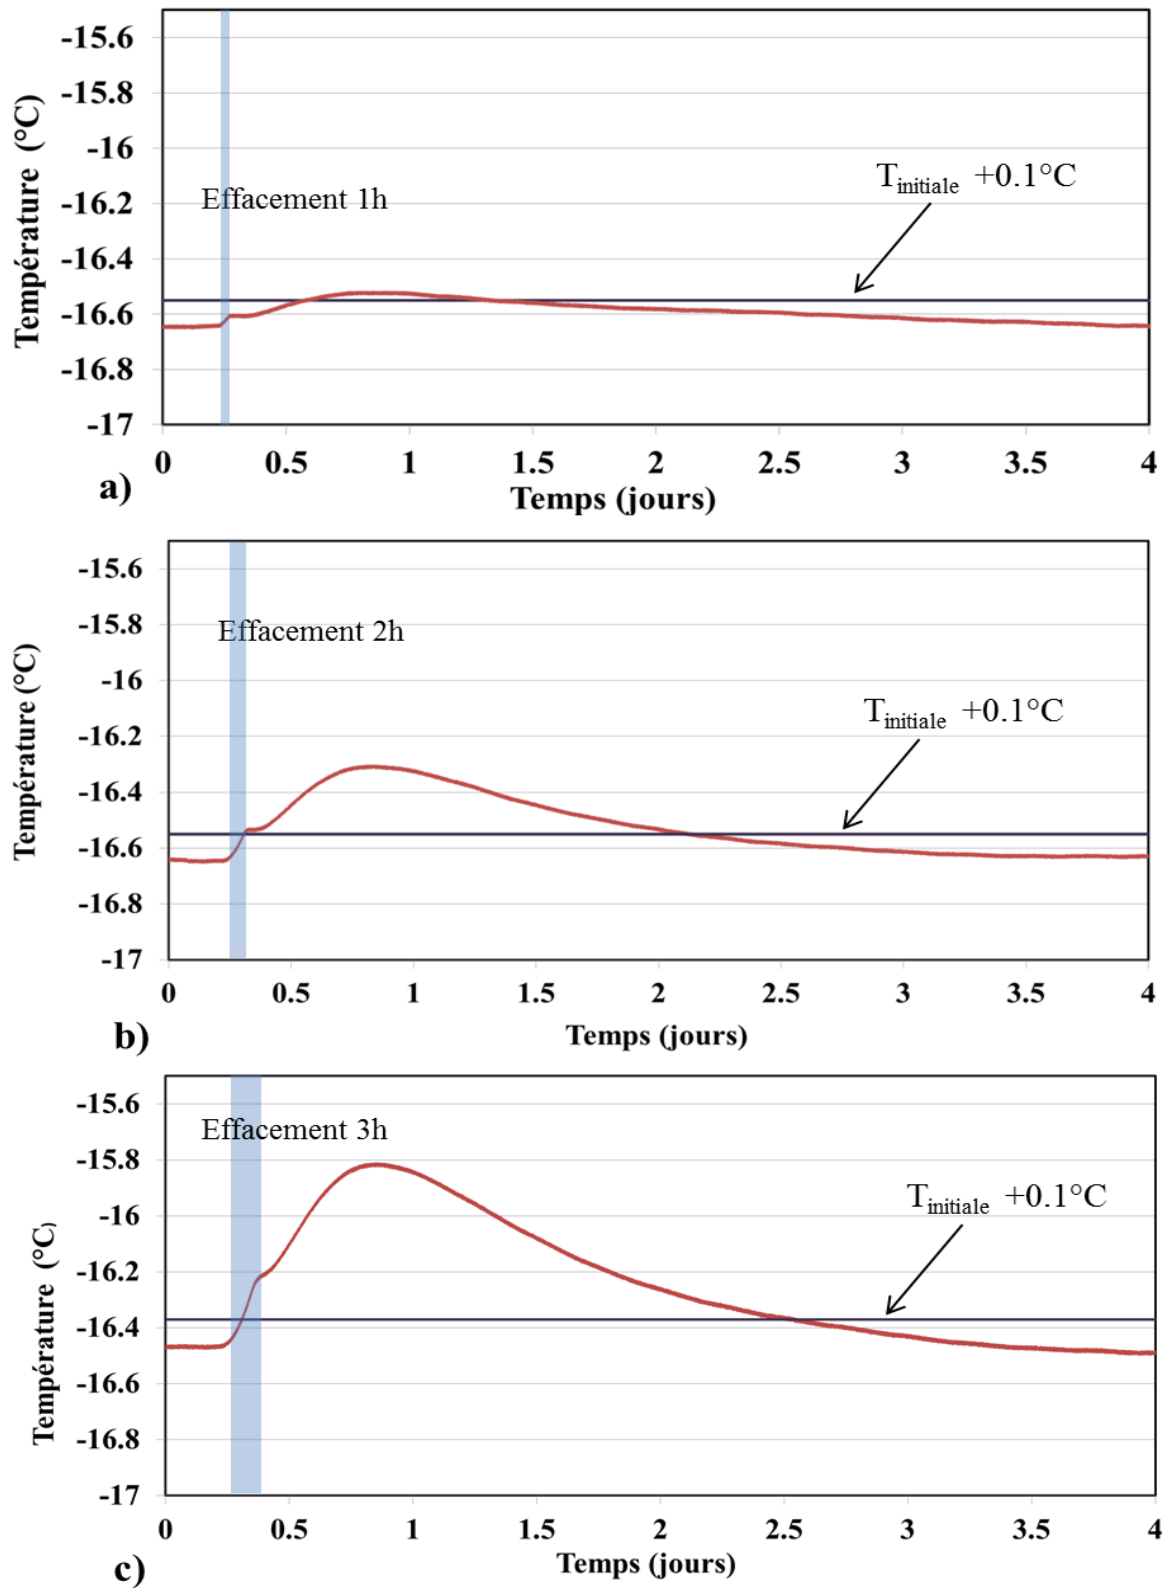 -15.6
-15.8
-16
-16.2
-16.4
-16.6
-16.8
-17
Température (°C)
Effacement 1h
Tinitiale +0.1°C
0 0.5 1 1.5 2 2.5 3 3.5 4
a)
Temps (jours)
-15.6
-15.8
-16
-16.2
-16.4
-16.6
-16.8
-17
Température (°C)
Effacement 2h
Tinitiale +0.1°C
0 0.5 1 1.5 2 2.5 3 3.5 4
b)
Temps (jours)
-15.6
-15.8
-16
-16.2
-16.4
-16.6
-16.8
-17
Température (°C)
Effacement 3h
Tinitiale +0.1°C
0 0.5 1 1.5 2 2.5 3 3.5 4
c)
Temps (jours)